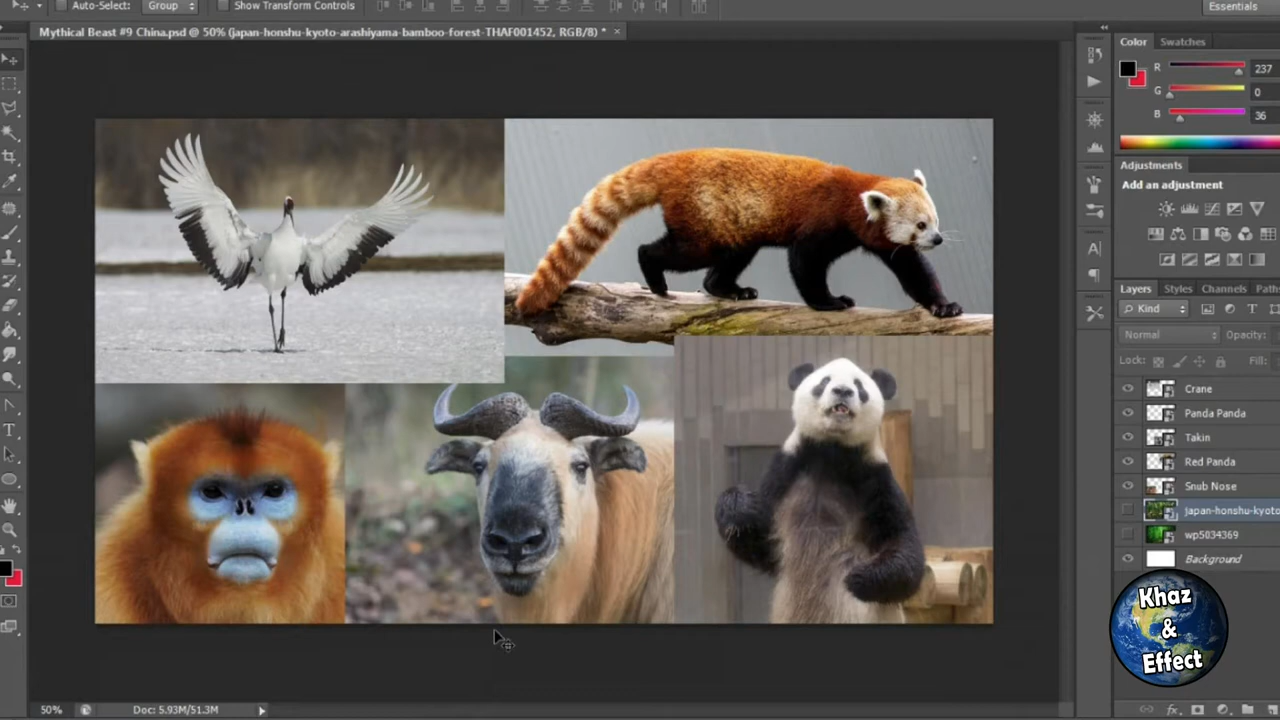 Auto-Select:
Group
Show Transform Controls
Essentials
Mythical Beast #9 China.psd @ 50% (japan-honshu-kyoto-arashiyama-bamboo-forest-THAF001452, RGB/8) * ×
Color
Swatches
R
237
G
0
B
36
Adjustments
Add an adjustment
Layers
Styles
Channels
Paths
Kind
Normal
Opacity:
Lock:
Fill:
Crane
Panda Panda
Takin
Red Panda
Snub Nose
japan-honshu-kyoto
wp5034369
Background
Khaz
&
Effect
50%
Doc: 5.93M/51.3M